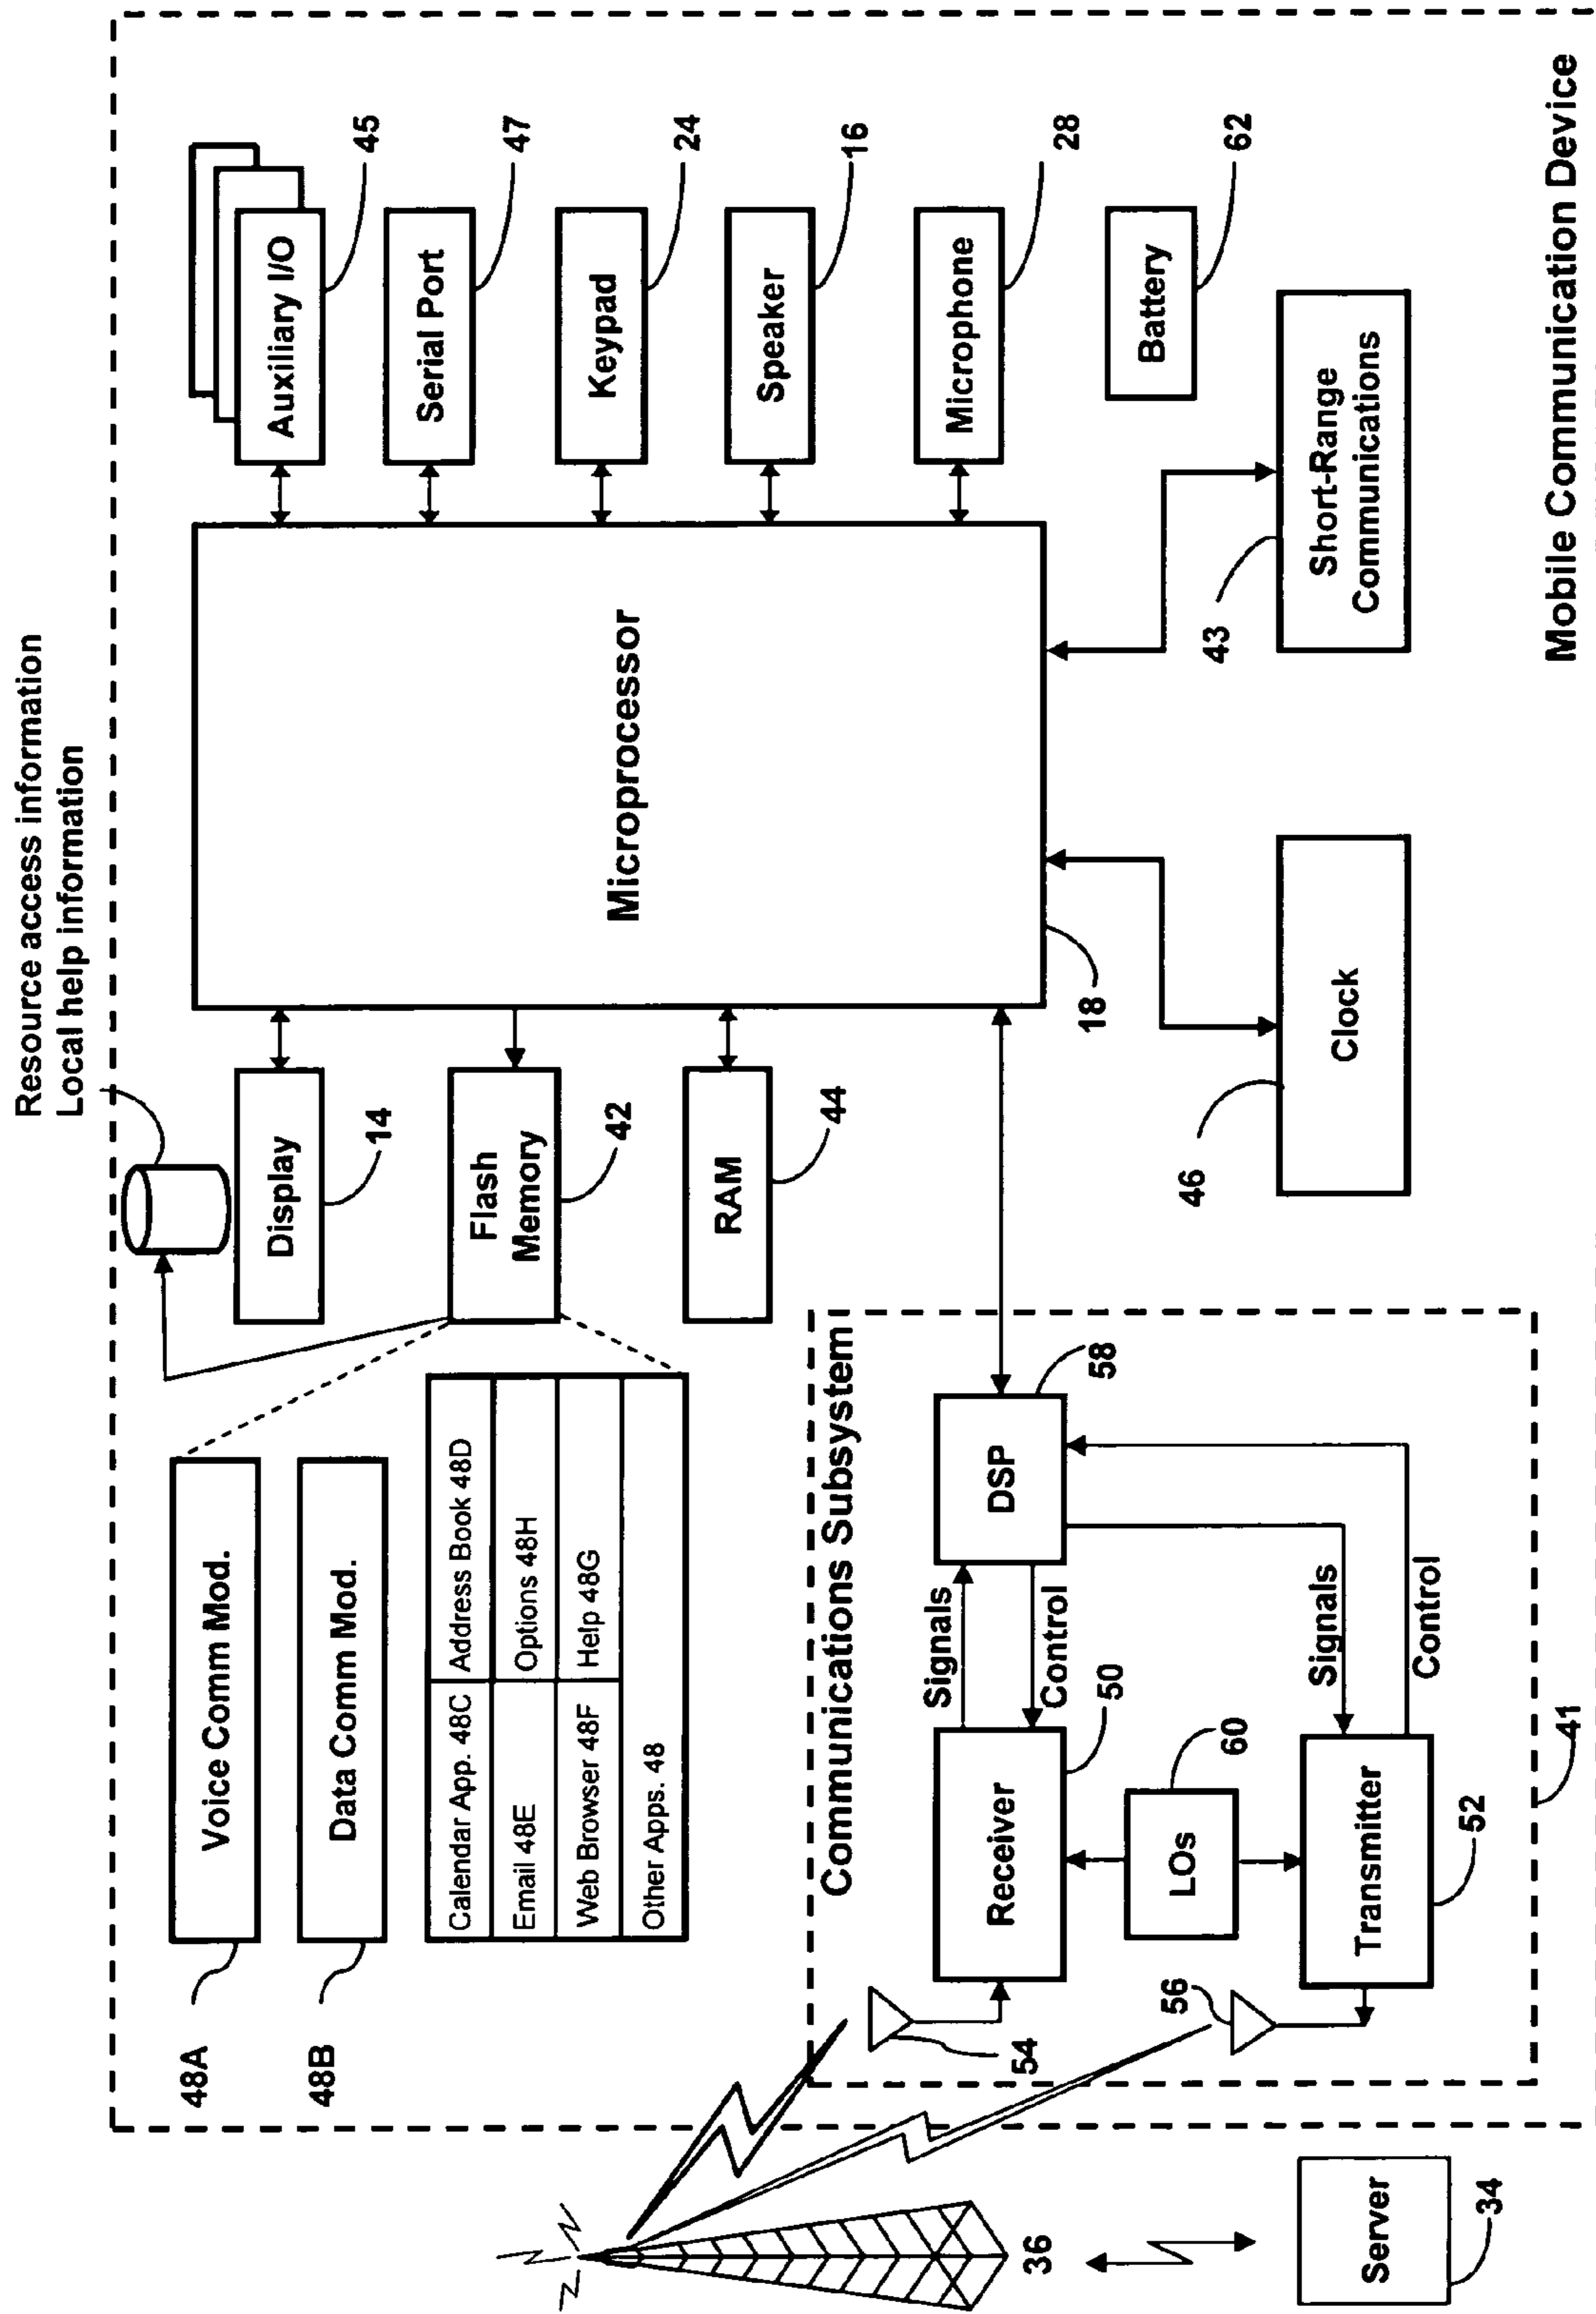 Resource access information
Local help information
48A
Voice Comm Mod.
48B
Data Comm Mod.
Calendar App. 48C
Address Book 48D
Email 48E
Options 48H
Web Browser 48F
Help 48G
Other Apps. 48
Display
14
Flash
Memory
42
RAM
44
Microprocessor
18
Auxiliary I/O
45
Serial Port
47
Keypad
24
Speaker
16
Microphone
28
Battery
62
Communications Subsystem
Signals
Control
DSP
58
Receiver
50
54
LOs
60
56
Signals
Control
Transmitter
52
41
36
Server
34
46
Clock
43
Short-Range
Communications
Mobile Communication Device